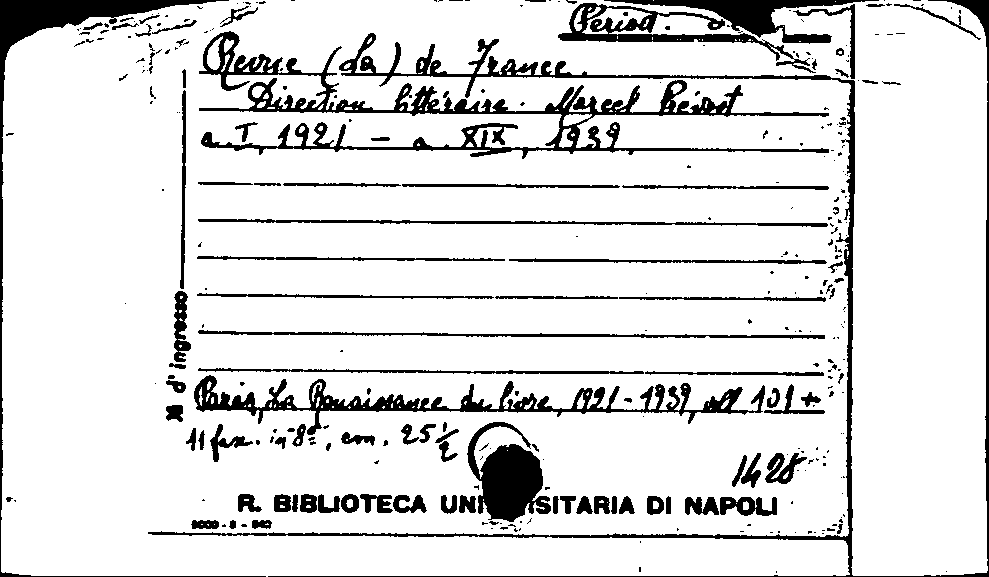 Period.
Revue (La) de France.
Direction littéraire. Marcel Prévost
a. I, 1921 – a. XIX, 1939.
N. d'ingresso
Paris, La Renaissance du livre, 1921-1939, voll 101 +
11 fasc. in-8°, cm. 25 1/2
1428
R. BIBLIOTECA UNI SITARIA DI NAPOLI